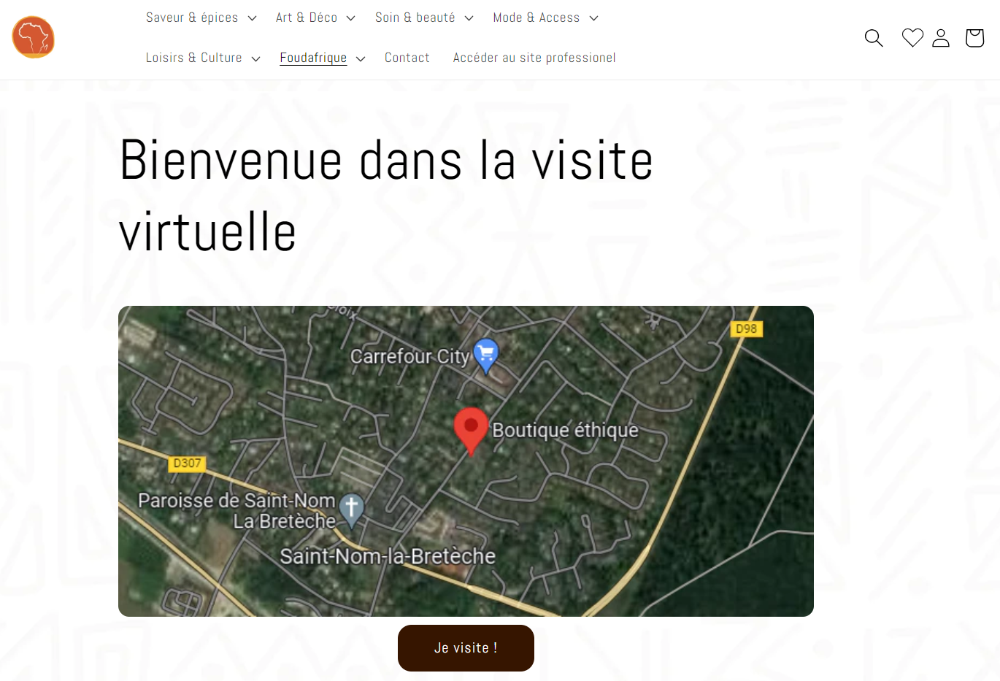 Saveur & épices
Art & Déco
Soin & beauté
Mode & Access
Loisirs & Culture
Foudafrique
Contact
Accéder au site professionel
Bienvenue dans la visite
virtuelle
Croix
D98
Carrefour City
Boutique éthique
D307
Paroisse de Saint-Nom
La Bretèche
Saint-Nom-la-Bretèche
Je visite !